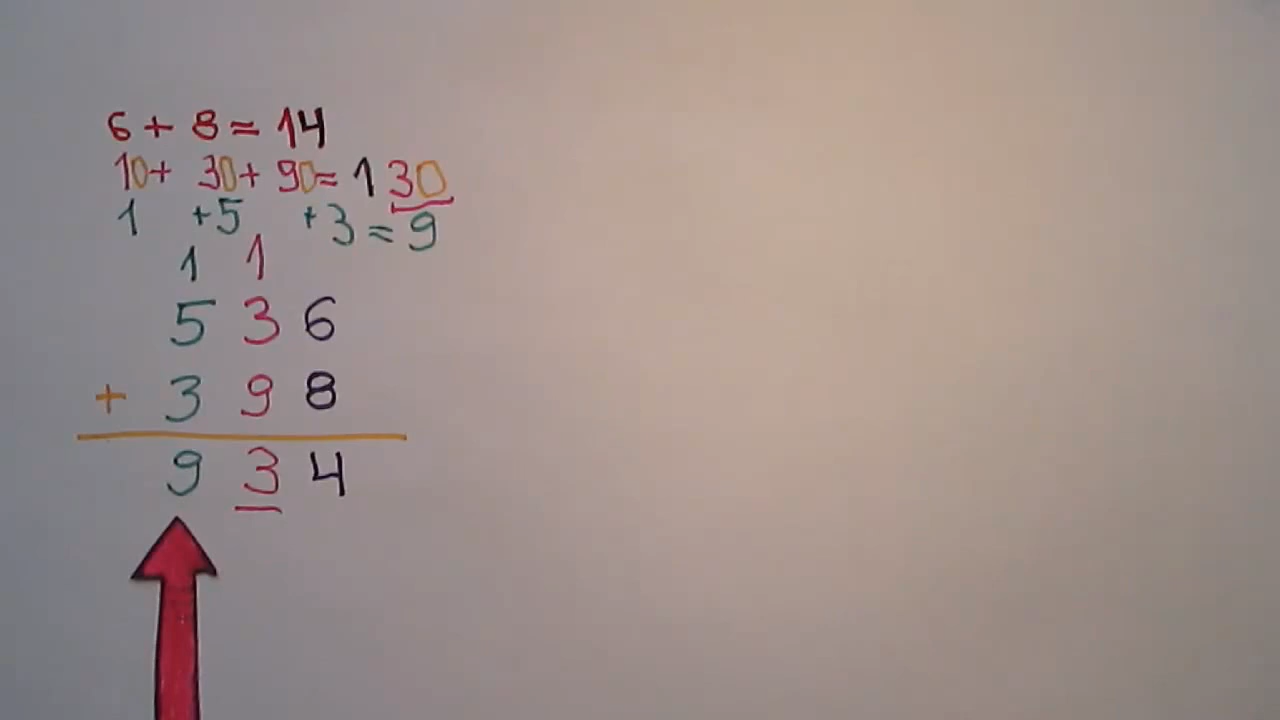 6 + 8 = 14
10+ 30+ 90= 130
1 +5 +3 = 9
1 1
5 3 6
+ 3 9 8
9 3 4